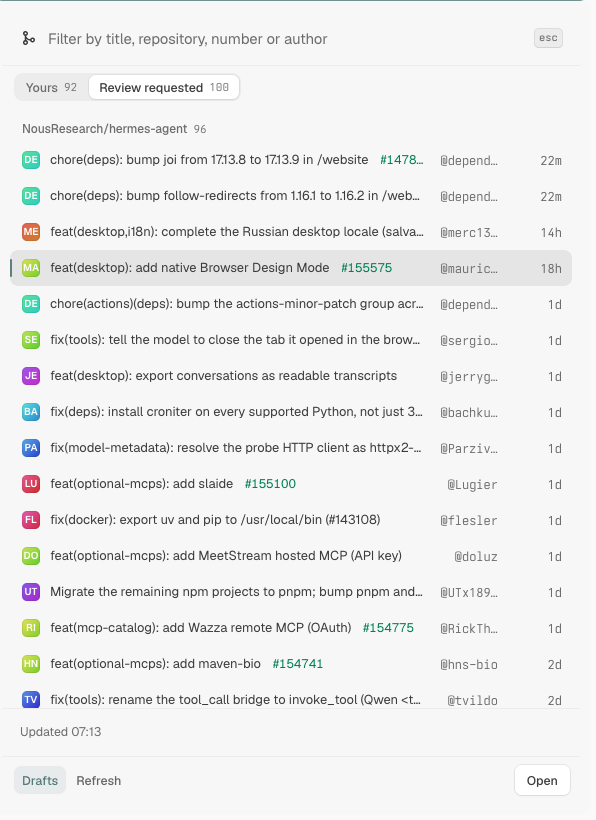 Filter by title, repository, number or author esc
Yours 92 Review requested 100
NousResearch/hermes-agent 96
DE chore(deps): bump joi from 17.13.8 to 17.13.9 in /website #1478… @depend… 22m
DE chore(deps): bump follow-redirects from 1.16.1 to 1.16.2 in /web… @depend… 22m
ME feat(desktop,i18n): complete the Russian desktop locale (salva… @merc13… 14h
MA feat(desktop): add native Browser Design Mode #155575 @mauric… 18h
DE chore(actions)(deps): bump the actions-minor-patch group acr… @depend… 1d
SE fix(tools): tell the model to close the tab it opened in the brow… @sergio… 1d
JE feat(desktop): export conversations as readable transcripts @jerryg… 1d
BA fix(deps): install croniter on every supported Python, not just 3… @bachku… 1d
PA fix(model-metadata): resolve the probe HTTP client as httpx2-… @Parziv… 1d
LU feat(optional-mcps): add slaide #155100 @Lugier 1d
FL fix(docker): export uv and pip to /usr/local/bin (#143108) @flesler 1d
DO feat(optional-mcps): add MeetStream hosted MCP (API key) @doluz 1d
UT Migrate the remaining npm projects to pnpm; bump pnpm and… @UTx189… 1d
RI feat(mcp-catalog): add Wazza remote MCP (OAuth) #154775 @RickTh… 1d
HN feat(optional-mcps): add maven-bio #154741 @hns-bio 2d
TV fix(tools): rename the tool_call bridge to invoke_tool (Qwen <t… @tvildo 2d
Updated 07:13
Drafts Refresh Open